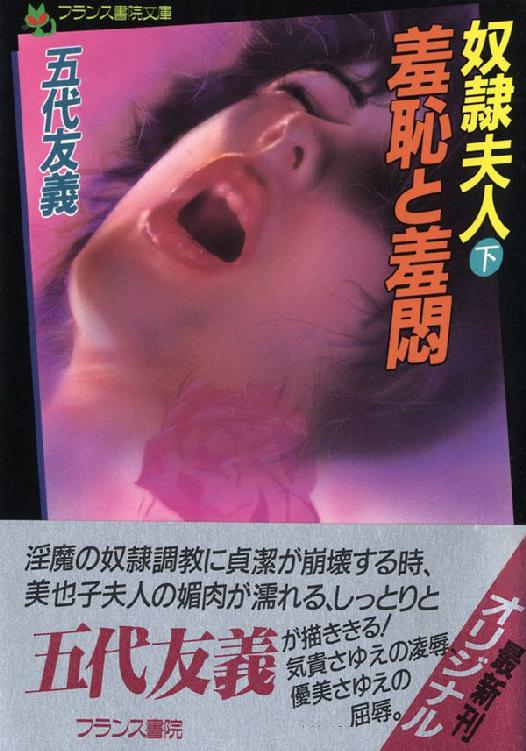 フランス書院文庫
五代友義
奴隷夫人 下
羞恥と羞悶
淫魔の奴隷調教に貞潔が崩壊する時、
美也子夫人の媚肉が濡れる、しっとりと
五代友義
が描ききる!
気貴さゆえの凌辱
優美さゆえの
屈辱。
フランス書院
最新刊
オリジナル